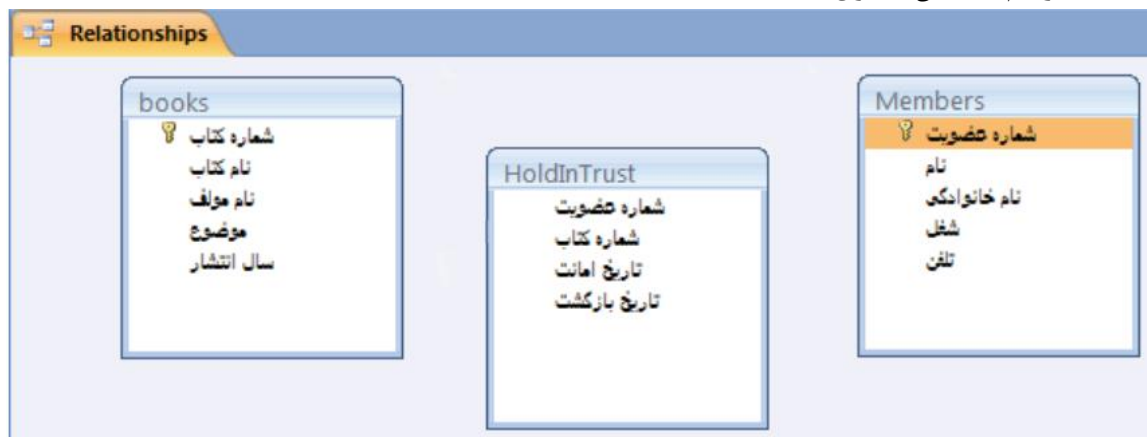 Relationships
books
شماره کتاب
نام کتاب
نام مولف
موضوع
سال انتشار
HoldInTrust
شماره عضویت
شماره کتاب
تاریخ امانت
تاریخ بازگشت
Members
شماره عضویت
نام
نام خانوادگی
شغل
تلفن